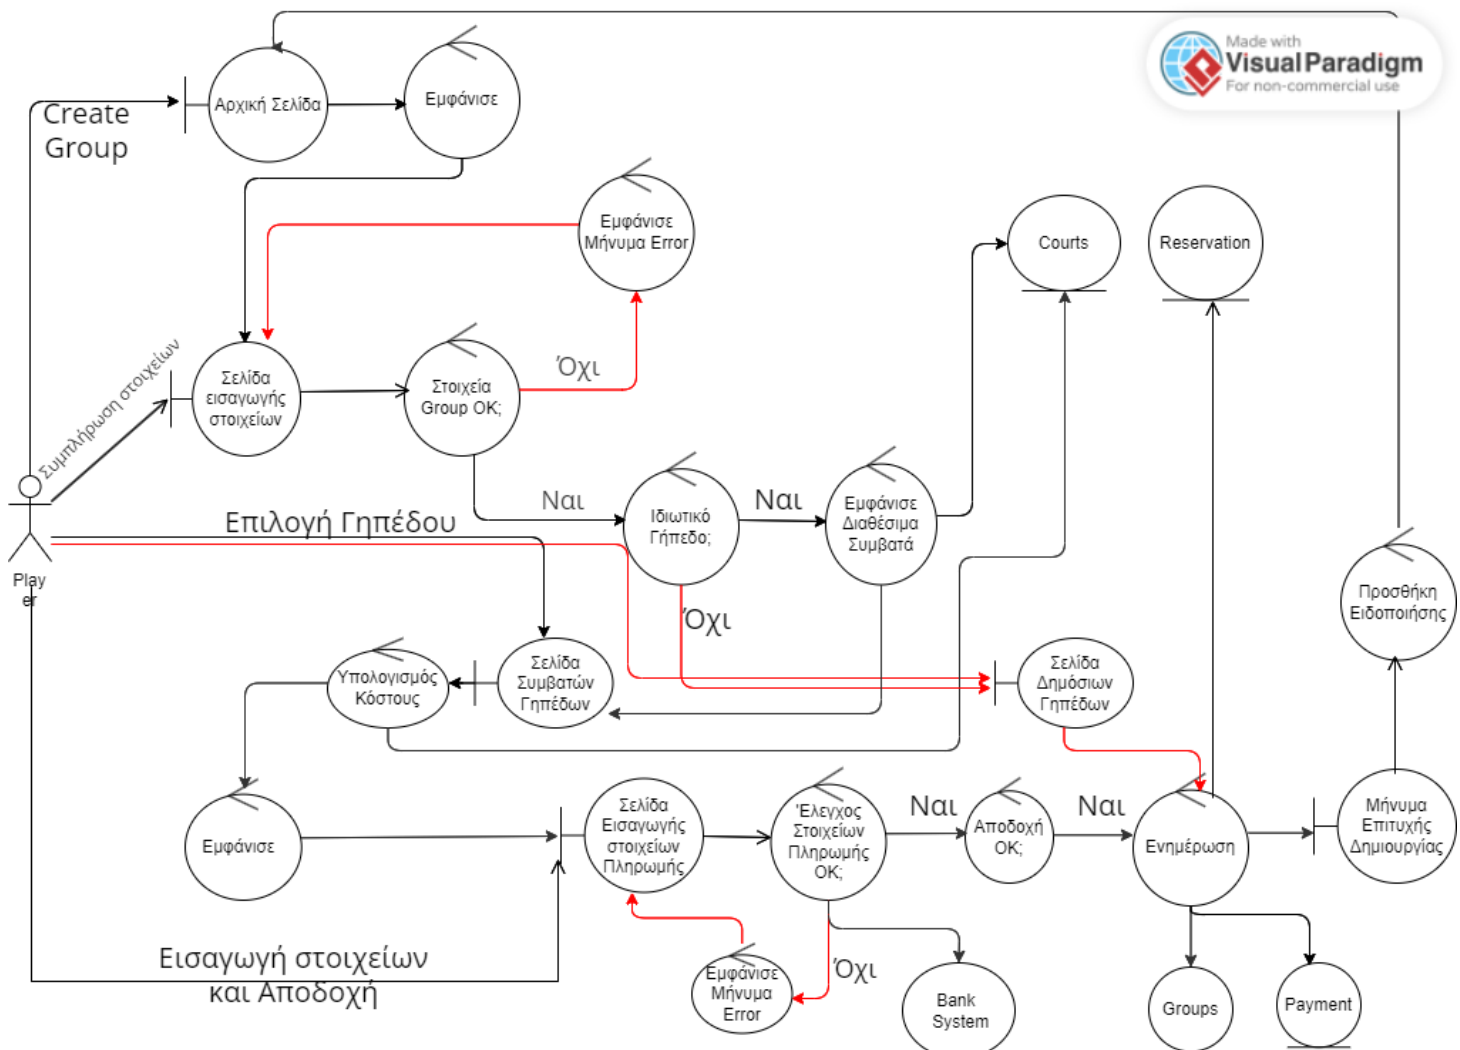 Made with
Visual Paradigm
For non-commercial use
Create
Group
Αρχική Σελίδα
Εμφάνισε
Εμφάνισε
Μήνυμα Error
Courts
Reservation
Συμπλήρωση στοιχείων
Σελίδα
εισαγωγής
στοιχείων
Στοιχεία
Group OK;
Όχι
Ναι
Ιδιωτικό
Γήπεδο;
Ναι
Εμφάνισε
Διαθέσιμα
Συμβατά
Επιλογή Γηπέδου
Play
er
Όχι
Προσθήκη
Ειδοποιήσης
Υπολογισμός
Κόστους
Σελίδα
Συμβατών
Γηπέδων
Σελίδα
Δημόσιων
Γηπέδων
Εμφάνισε
Σελίδα
Εισαγωγής
στοιχείων
Πληρωμής
Έλεγχος
Στοιχείων
Πληρωμής
OK;
Ναι
Αποδοχή
OK;
Ναι
Ενημέρωση
Μήνυμα
Επιτυχής
Δημιουργίας
Εισαγωγή στοιχείων
και Αποδοχή
Εμφάνισε
Μήνυμα
Error
Όχι
Bank
System
Groups
Payment